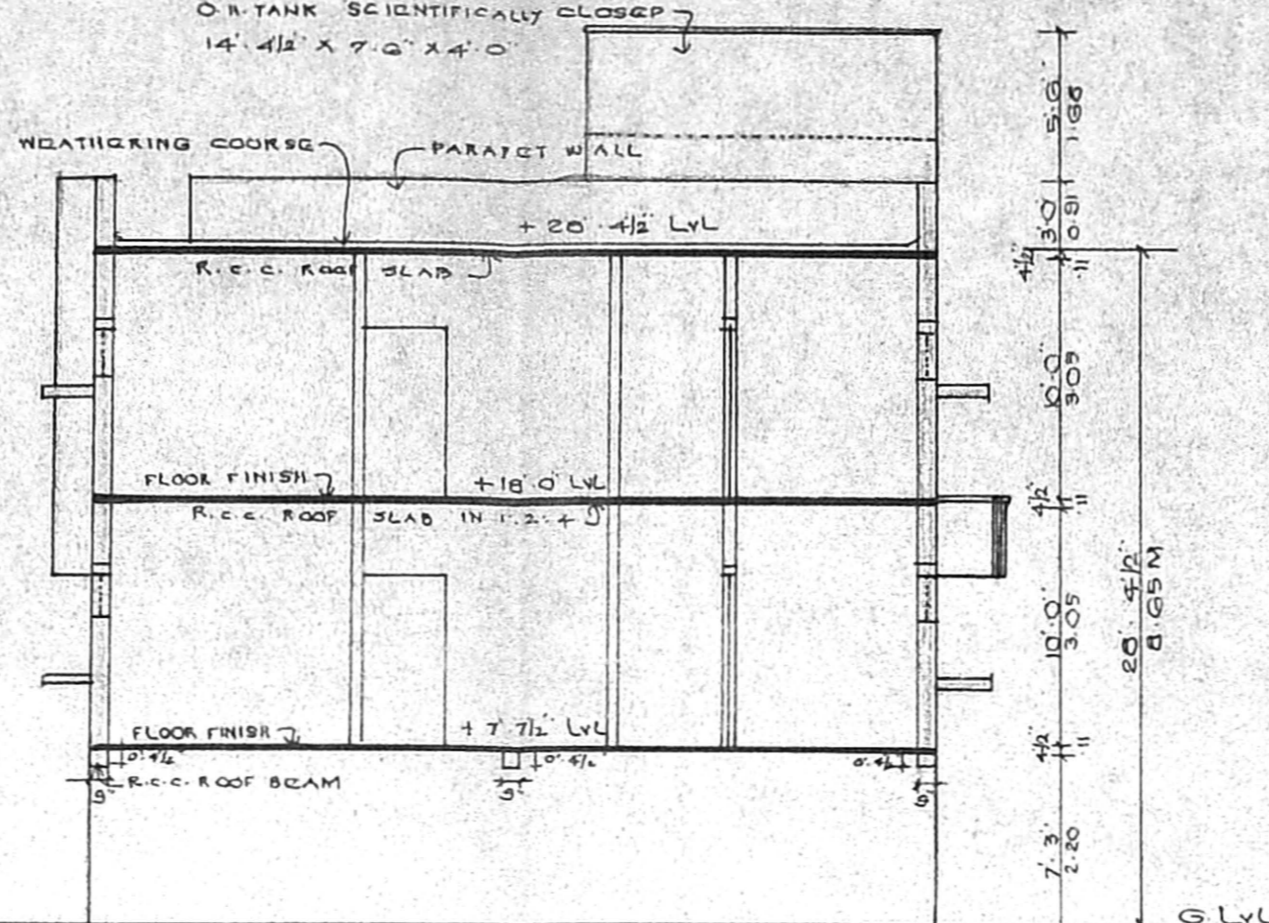 O.H. TANK SCIENTIFICALLY CLOSED
14'. 4½" X 7'. 6" X 4'. 0"
WEATHERING COURSE
PARAPET WALL
+ 28'. 4½" LVL
R.C.C. ROOF SLAB
FLOOR FINISH
+ 18'. 0" LVL
R.C.C. ROOF SLAB IN 1:2:4
FLOOR FINISH
+ 7'. 7½" LVL
0'. 4½"
0'. 4½"
0'. 4½"
R.C.C. ROOF BEAM
9"
9"
9"
5'. 6"
1.68
3'. 0"
0.91
4½"
.11
10'. 0"
3.05
4½"
.11
10'. 0"
3.05
4½"
.11
7'. 3"
2.20
28'. 4½"
8.65 M
G LVL